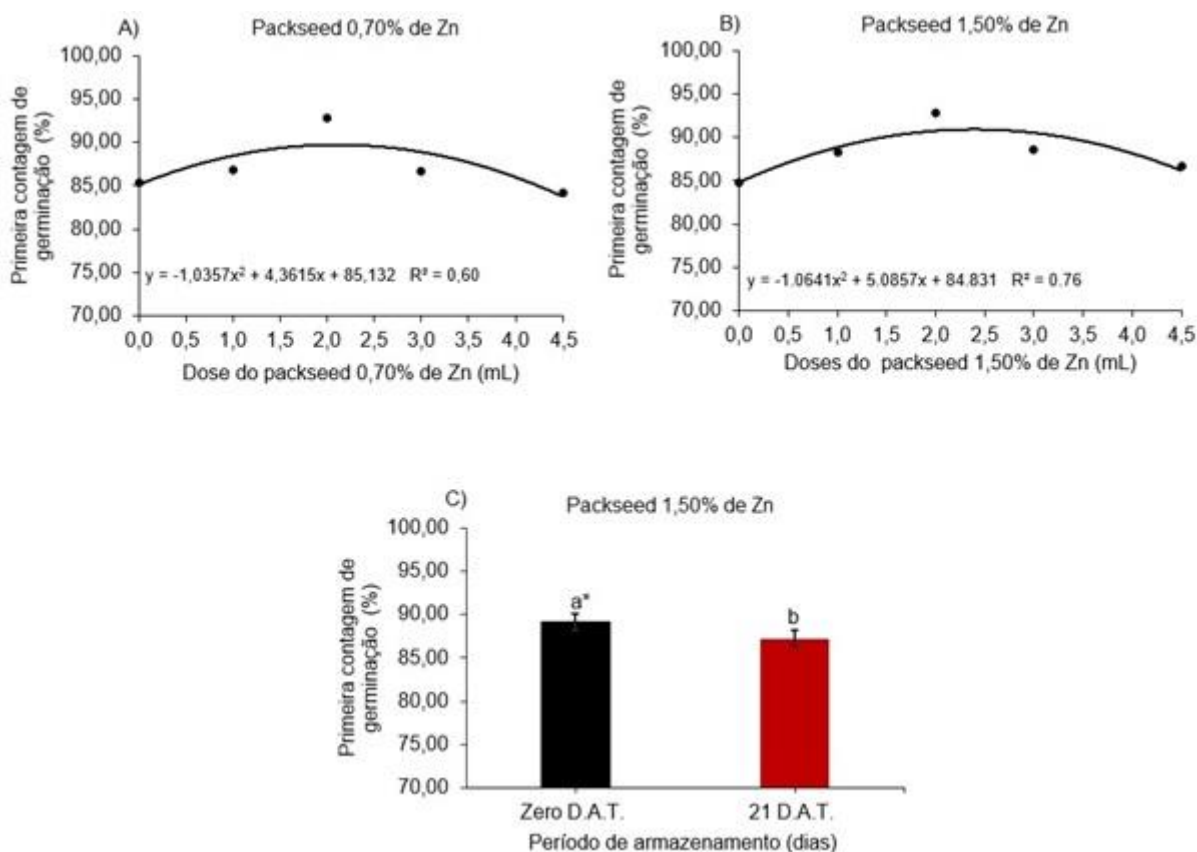 A)
Packseed 0,70% de Zn
Primeira contagem de
germinação (%)
100,00
95,00
90,00
85,00
80,00
75,00
70,00
y = -1,0357x² + 4,3615x + 85,132 R² = 0,60
0,0 0,5 1,0 1,5 2,0 2,5 3,0 3,5 4,0 4,5
Dose do packseed 0,70% de Zn (mL)
B)
Packseed 1,50% de Zn
Primeira contagem de
germinação (%)
100,00
95,00
90,00
85,00
80,00
75,00
70,00
y = -1.0641x² + 5.0857x + 84.831 R² = 0.76
0,0 0,5 1,0 1,5 2,0 2,5 3,0 3,5 4,0 4,5
Doses do packseed 1,50% de Zn (mL)
C)
Packseed 1,50% de Zn
Primeira contagem de
germinação (%)
100,00
95,00
90,00
85,00
80,00
75,00
70,00
a*
b
Zero D.A.T. 21 D.A.T.
Período de armazenamento (dias)